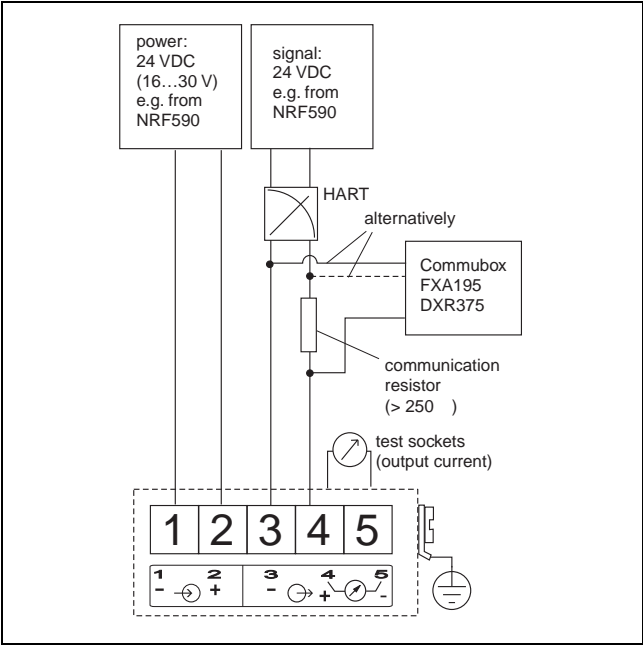 power:
24 VDC
(16…30 V)
e.g. from
NRF590
signal:
24 VDC
e.g. from
NRF590
HART
alternatively
Commubox
FXA195
DXR375
communication
resistor
(> 250 )
test sockets
(output current)
1 2 3 4 5
1 2 3 4 5
- + - + -